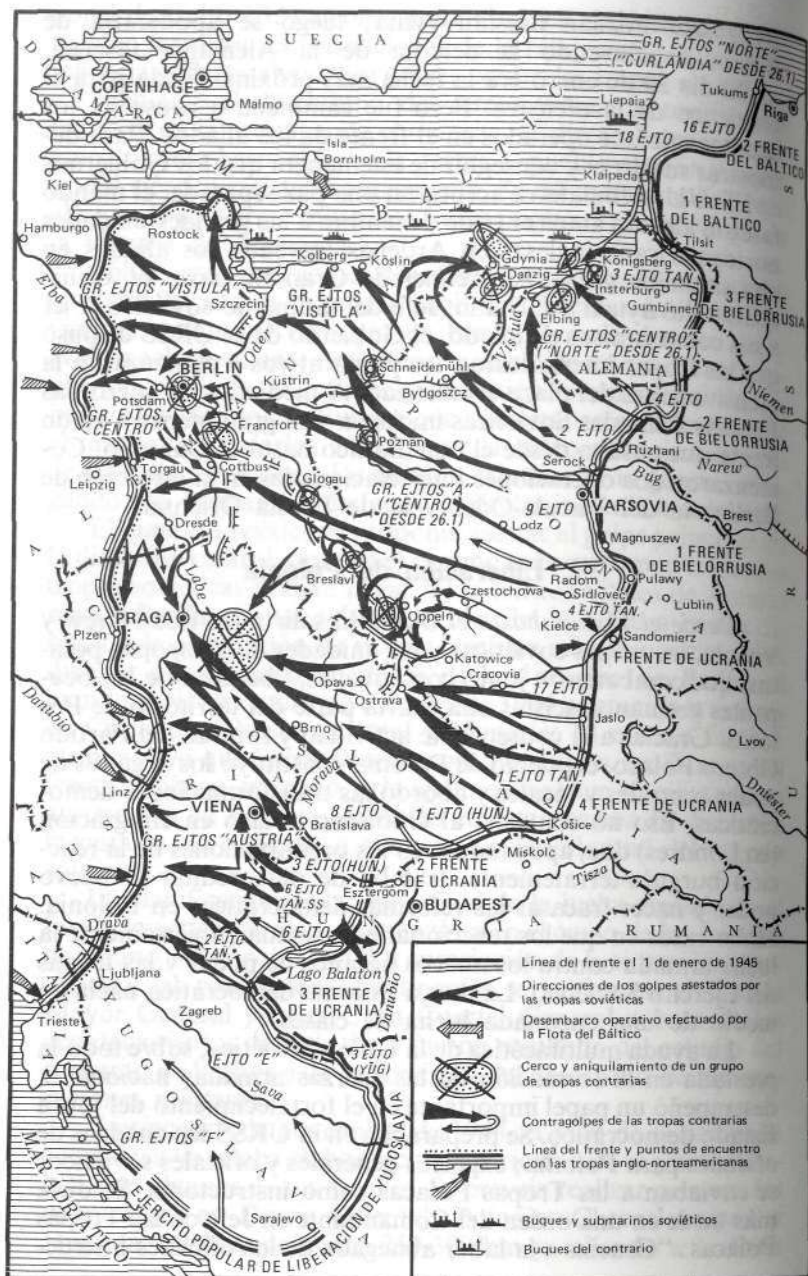 SUECIA
DINAMARCA
COPENHAGE
Malmo
GR. EJTOS "NORTE"
("CURLANDIA" DESDE 26.1)
Tukums
Riga
Liepaia
18 EJTO
16 EJTO
2 FRENTE
DEL BÁLTICO
Isla
Bornholm
MAR BÁLTICO
Klaipeda
1 FRENTE
DEL BALTICO
Kiel
Hamburgo
Rostock
Tilsit
Elba
GR. EJTOS "VISTULA"
Kolberg
Köslin
Gdynia
Danzig
Königsberg
3 EJTO TAN.
Insterburg
Gumbinnen
3 FRENTE
DE BIELORRUSIA
Szczecin
GR. EJTOS
"VISTULA"
Elbing
Vistula
GR. EJTOS "CENTRO"
("NORTE" DESDE 26.1)
ALEMANIA
Oder
BERLIN
Schneidemühl
Niemen
Potsdam
Küstrin
Bydgoszcz
4 EJTO
GR. EJTOS
"CENTRO"
Francfort
2 EJTO
2 FRENTE
DE BIELORRUSIA
Poznán
Ruzhani
Serock
Narew
Torgau
Cottbus
Bug
Leipzig
Glogau
GR. EJTOS "A"
("CENTRO"
DESDE 26.1)
9 EJTO
VARSOVIA
Brest
Dresde
Lodz
Magnuszew
1 FRENTE
DE BIELORRUSIA
Labe
Breslavl
Radom
Pulawy
Czestochowa
Sidlovec
Lublin
Oppeln
Kielce
4 EJTO TAN.
PRAGA
Sandomierz
Plzen
Katowice
1 FRENTE
DE UCRANIA
Opava
Cracovia
Ostrava
17 EJTO
Danubio
Jaslo
Brno
Lvov
Morava
1 EJTO TAN.
Dniéster
Linz
VIENA
8 EJTO
1 EJTO (HUN)
4 FRENTE DE UCRANIA
Bratislava
Košice
GR. EJTOS "AUSTRIA"
3 EJTO(HUN)
2 FRENTE
DE UCRANIA
Miskolc
Tisza
Esztergom
6 EJTO
TAN.SS
BUDAPEST
6 EJTO
HUNGRÍA
RUMANIA
Drava
2 EJTO
TAN.
Lago Balaton
Ljubljana
3 FRENTE
DE UCRANIA
Danubio
Trieste
Zagreb
EJTO "E"
3 EJTO
(YUG)
Sava
GR. EJTOS "F"
YUGOSLAVIA
MAR ADRIÁTICO
Sarajevo
EJÉRCITO POPULAR DE LIBERACIÓN DE YUGOSLAVIA
Línea del frente el 1 de enero de 1945
Direcciones de los golpes asestados por
las tropas soviéticas
Desembarco operativo efectuado por
la Flota del Báltico
Cerco y aniquilamiento de un grupo
de tropas contrarias
Contragolpes de las tropas contrarias
Línea del frente y puntos de encuentro
con la tropas anglo-norteamericanas
Buques y submarinos soviéticos
Buques del contrario